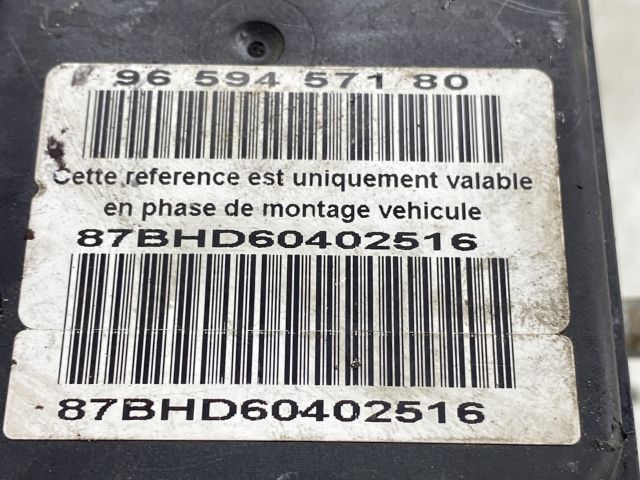 96 594 571 80
Cette reference est uniquement valable
en phase de montage vehicule
87BHD60402516
87BHD60402516